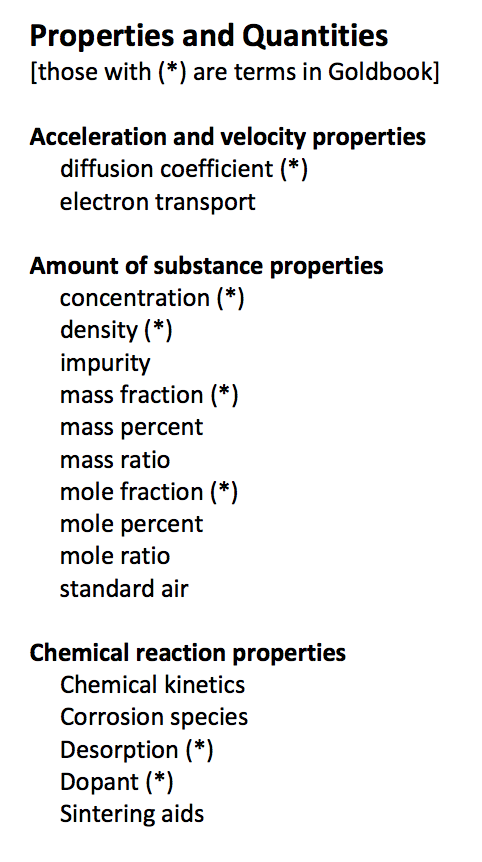 Properties and Quantities
[those with (*) are terms in Goldbook]
Acceleration and velocity properties
diffusion coefficient (*)
electron transport
Amount of substance properties
concentration (*)
density (*)
impurity
mass fraction (*)
mass percent
mass ratio
mole fraction (*)
mole percent
mole ratio
standard air
Chemical reaction properties
Chemical kinetics
Corrosion species
Desorption (*)
Dopant (*)
Sintering aids